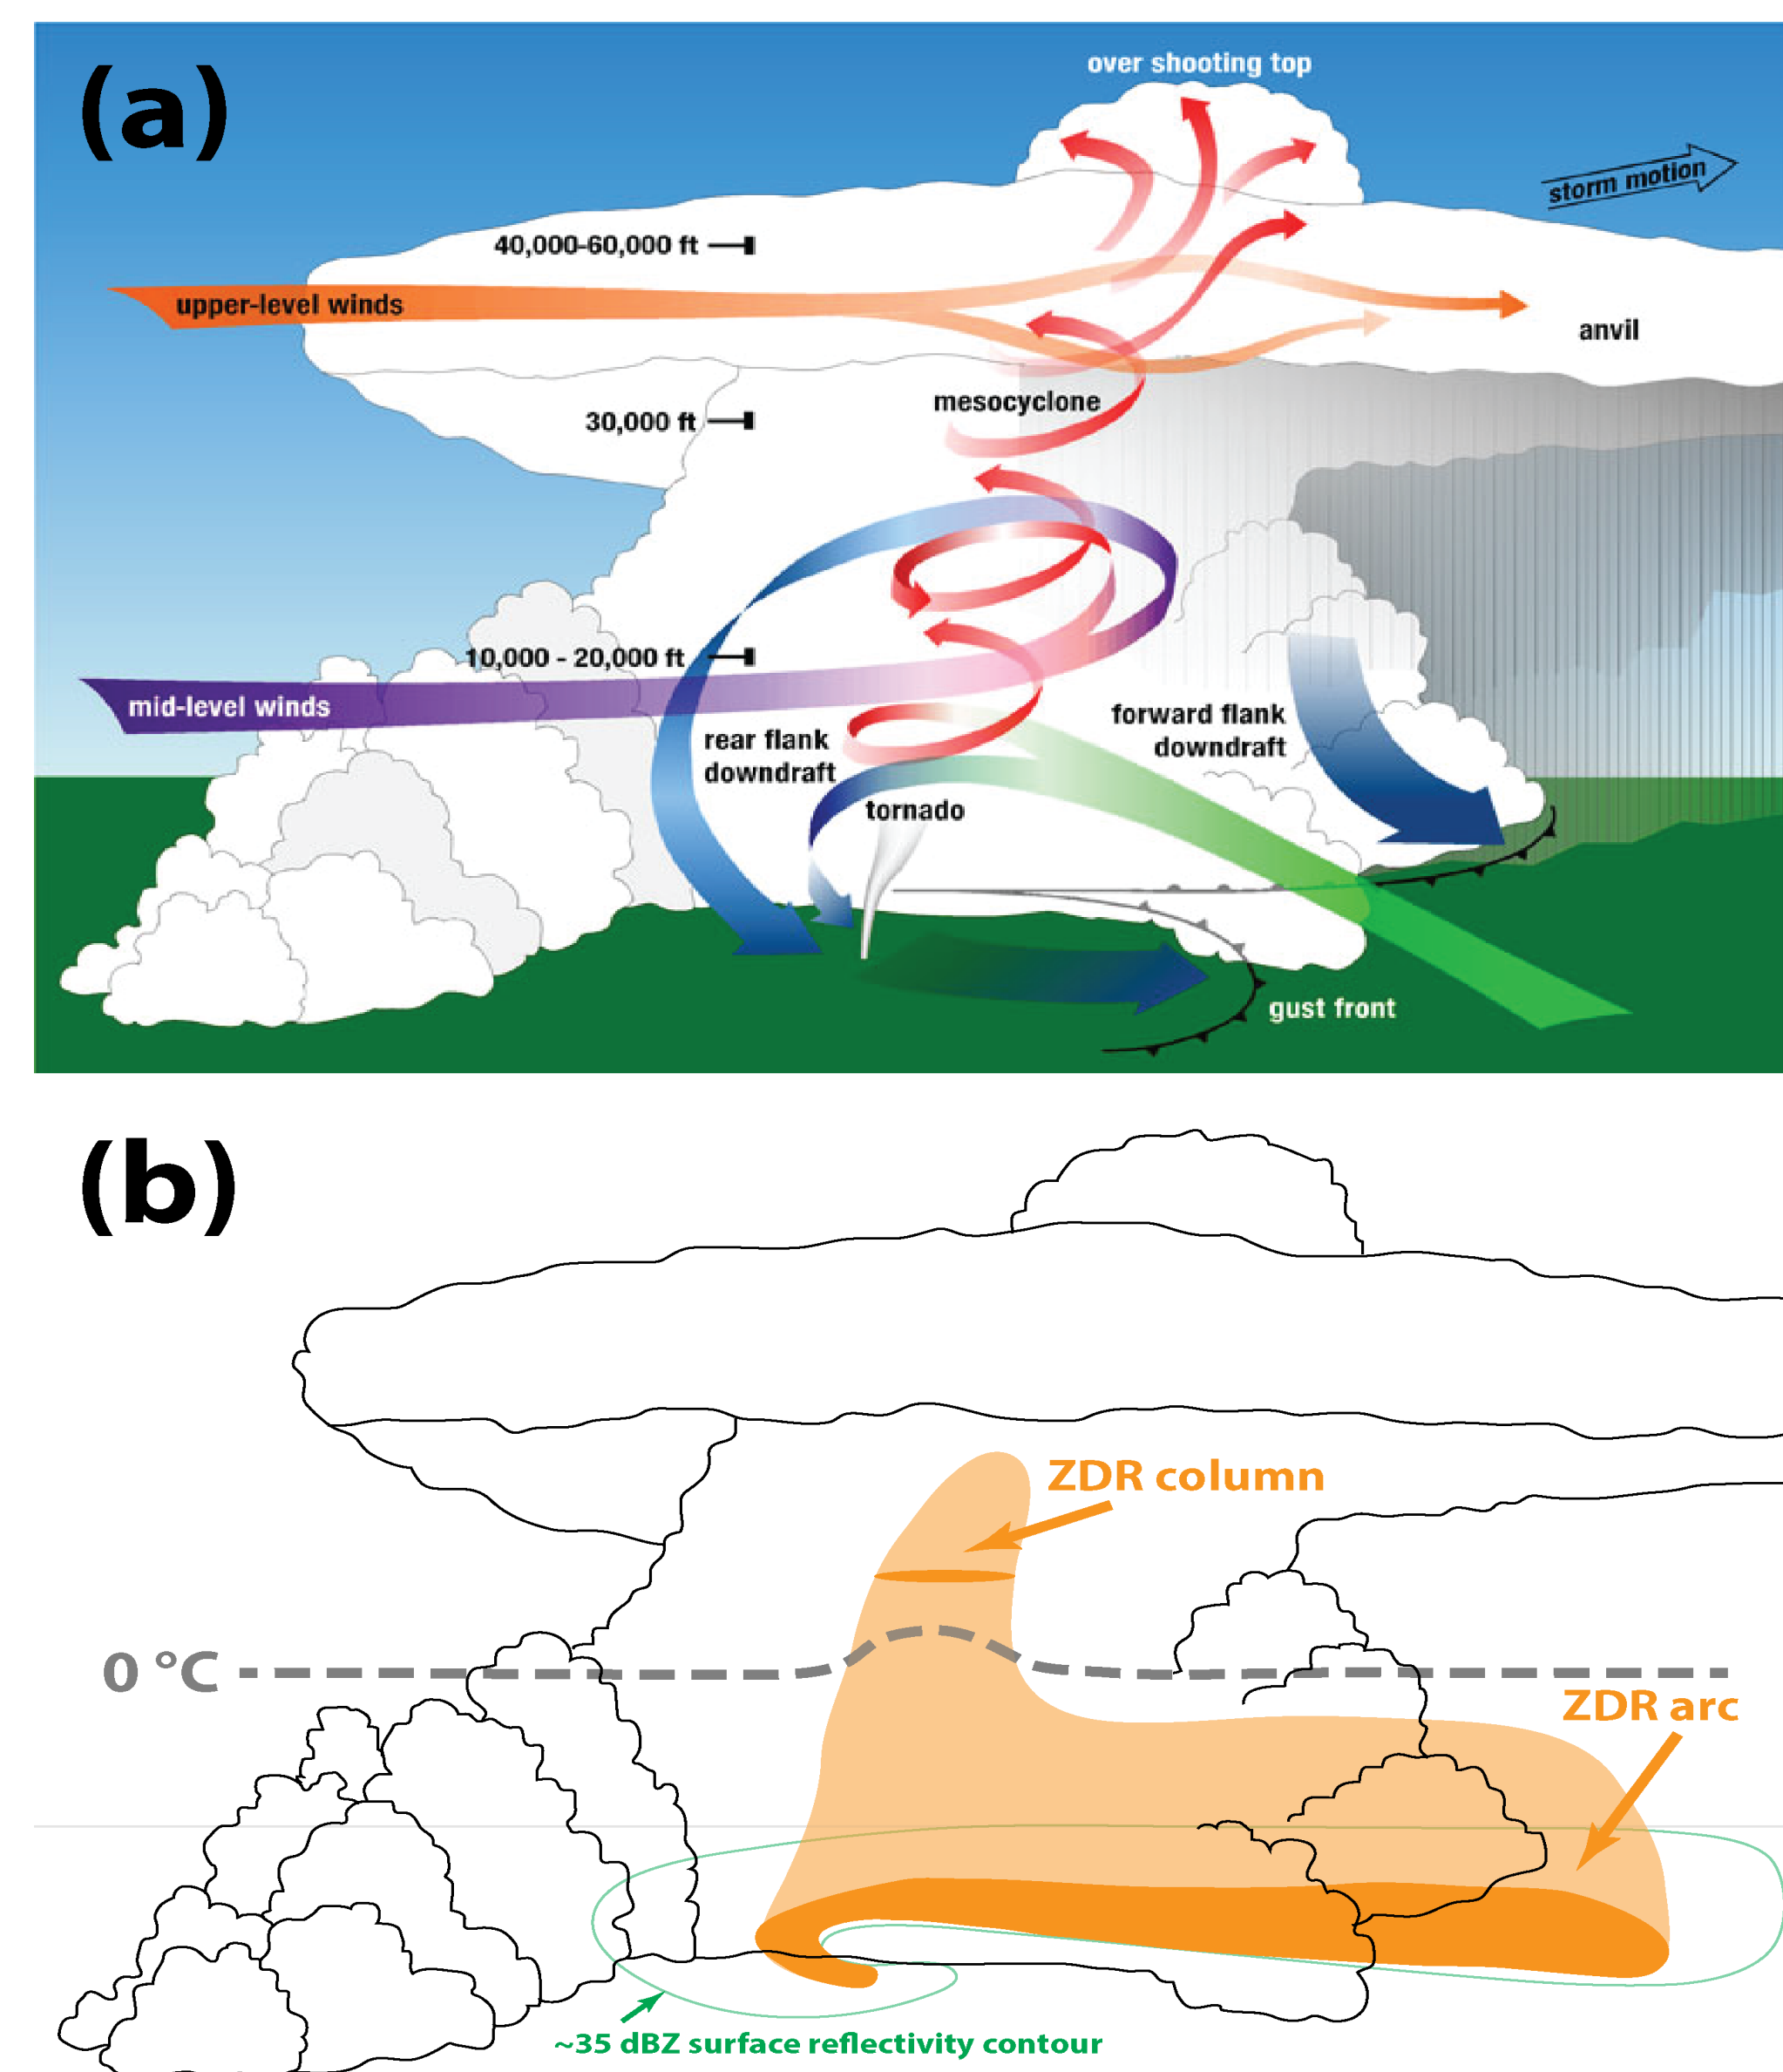 (a)
over shooting top
storm motion
40,000-60,000 ft
upper-level winds
anvil
mesocyclone
30,000 ft
10,000 - 20,000 ft
mid-level winds
forward flank
downdraft
rear flank
downdraft
tornado
gust front
(b)
ZDR column
0 °C
ZDR arc
~35 dBZ surface reflectivity contour